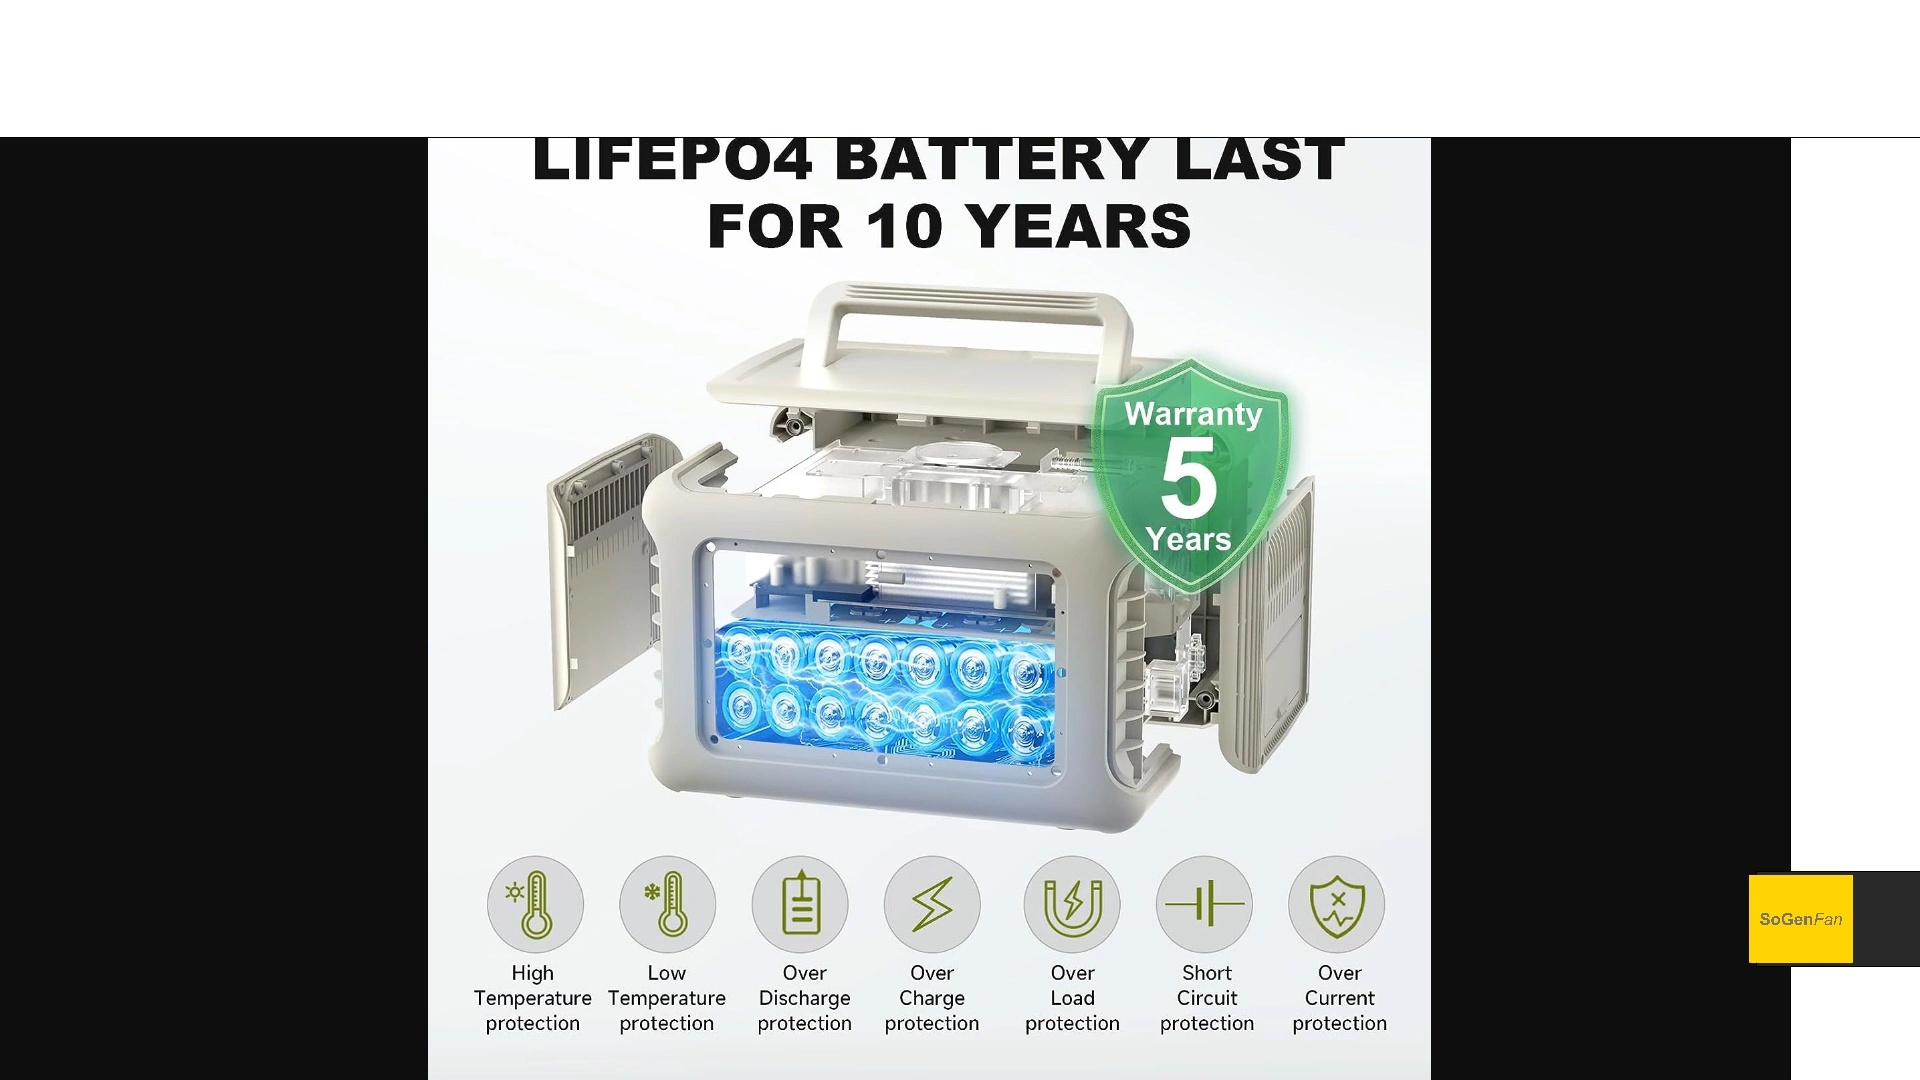 LIFEPO4 BATTERY LAST
FOR 10 YEARS
Warranty
5
Years
High
Temperature
protection
Low
Temperature
protection
Over
Discharge
protection
Over
Charge
protection
Over
Load
protection
Short
Circuit
protection
Over
Current
protection
SoGenFan